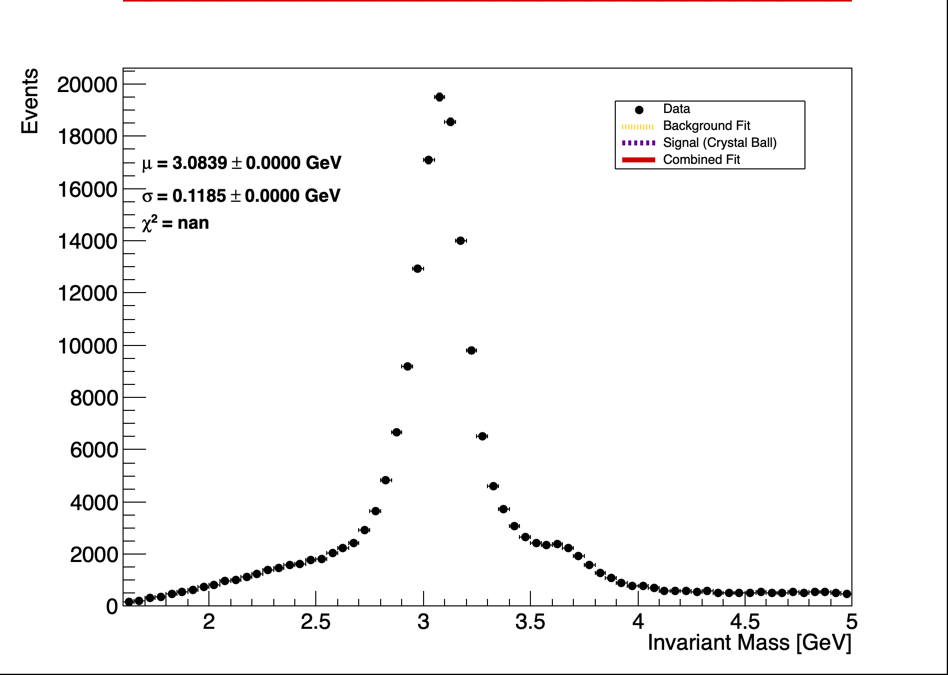 Events
20000
18000
16000
14000
12000
10000
8000
6000
4000
2000
0
μ = 3.0839 ± 0.0000 GeV
σ = 0.1185 ± 0.0000 GeV
χ² = nan
Data
Background Fit
Signal (Crystal Ball)
Combined Fit
2 2.5 3 3.5 4 4.5 5
Invariant Mass [GeV]